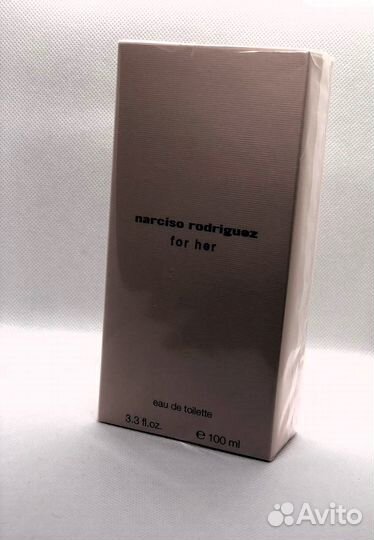 narciso rodriguez
for her
eau de toilette
3.3 fl.oz. ℮ 100 ml
Avito